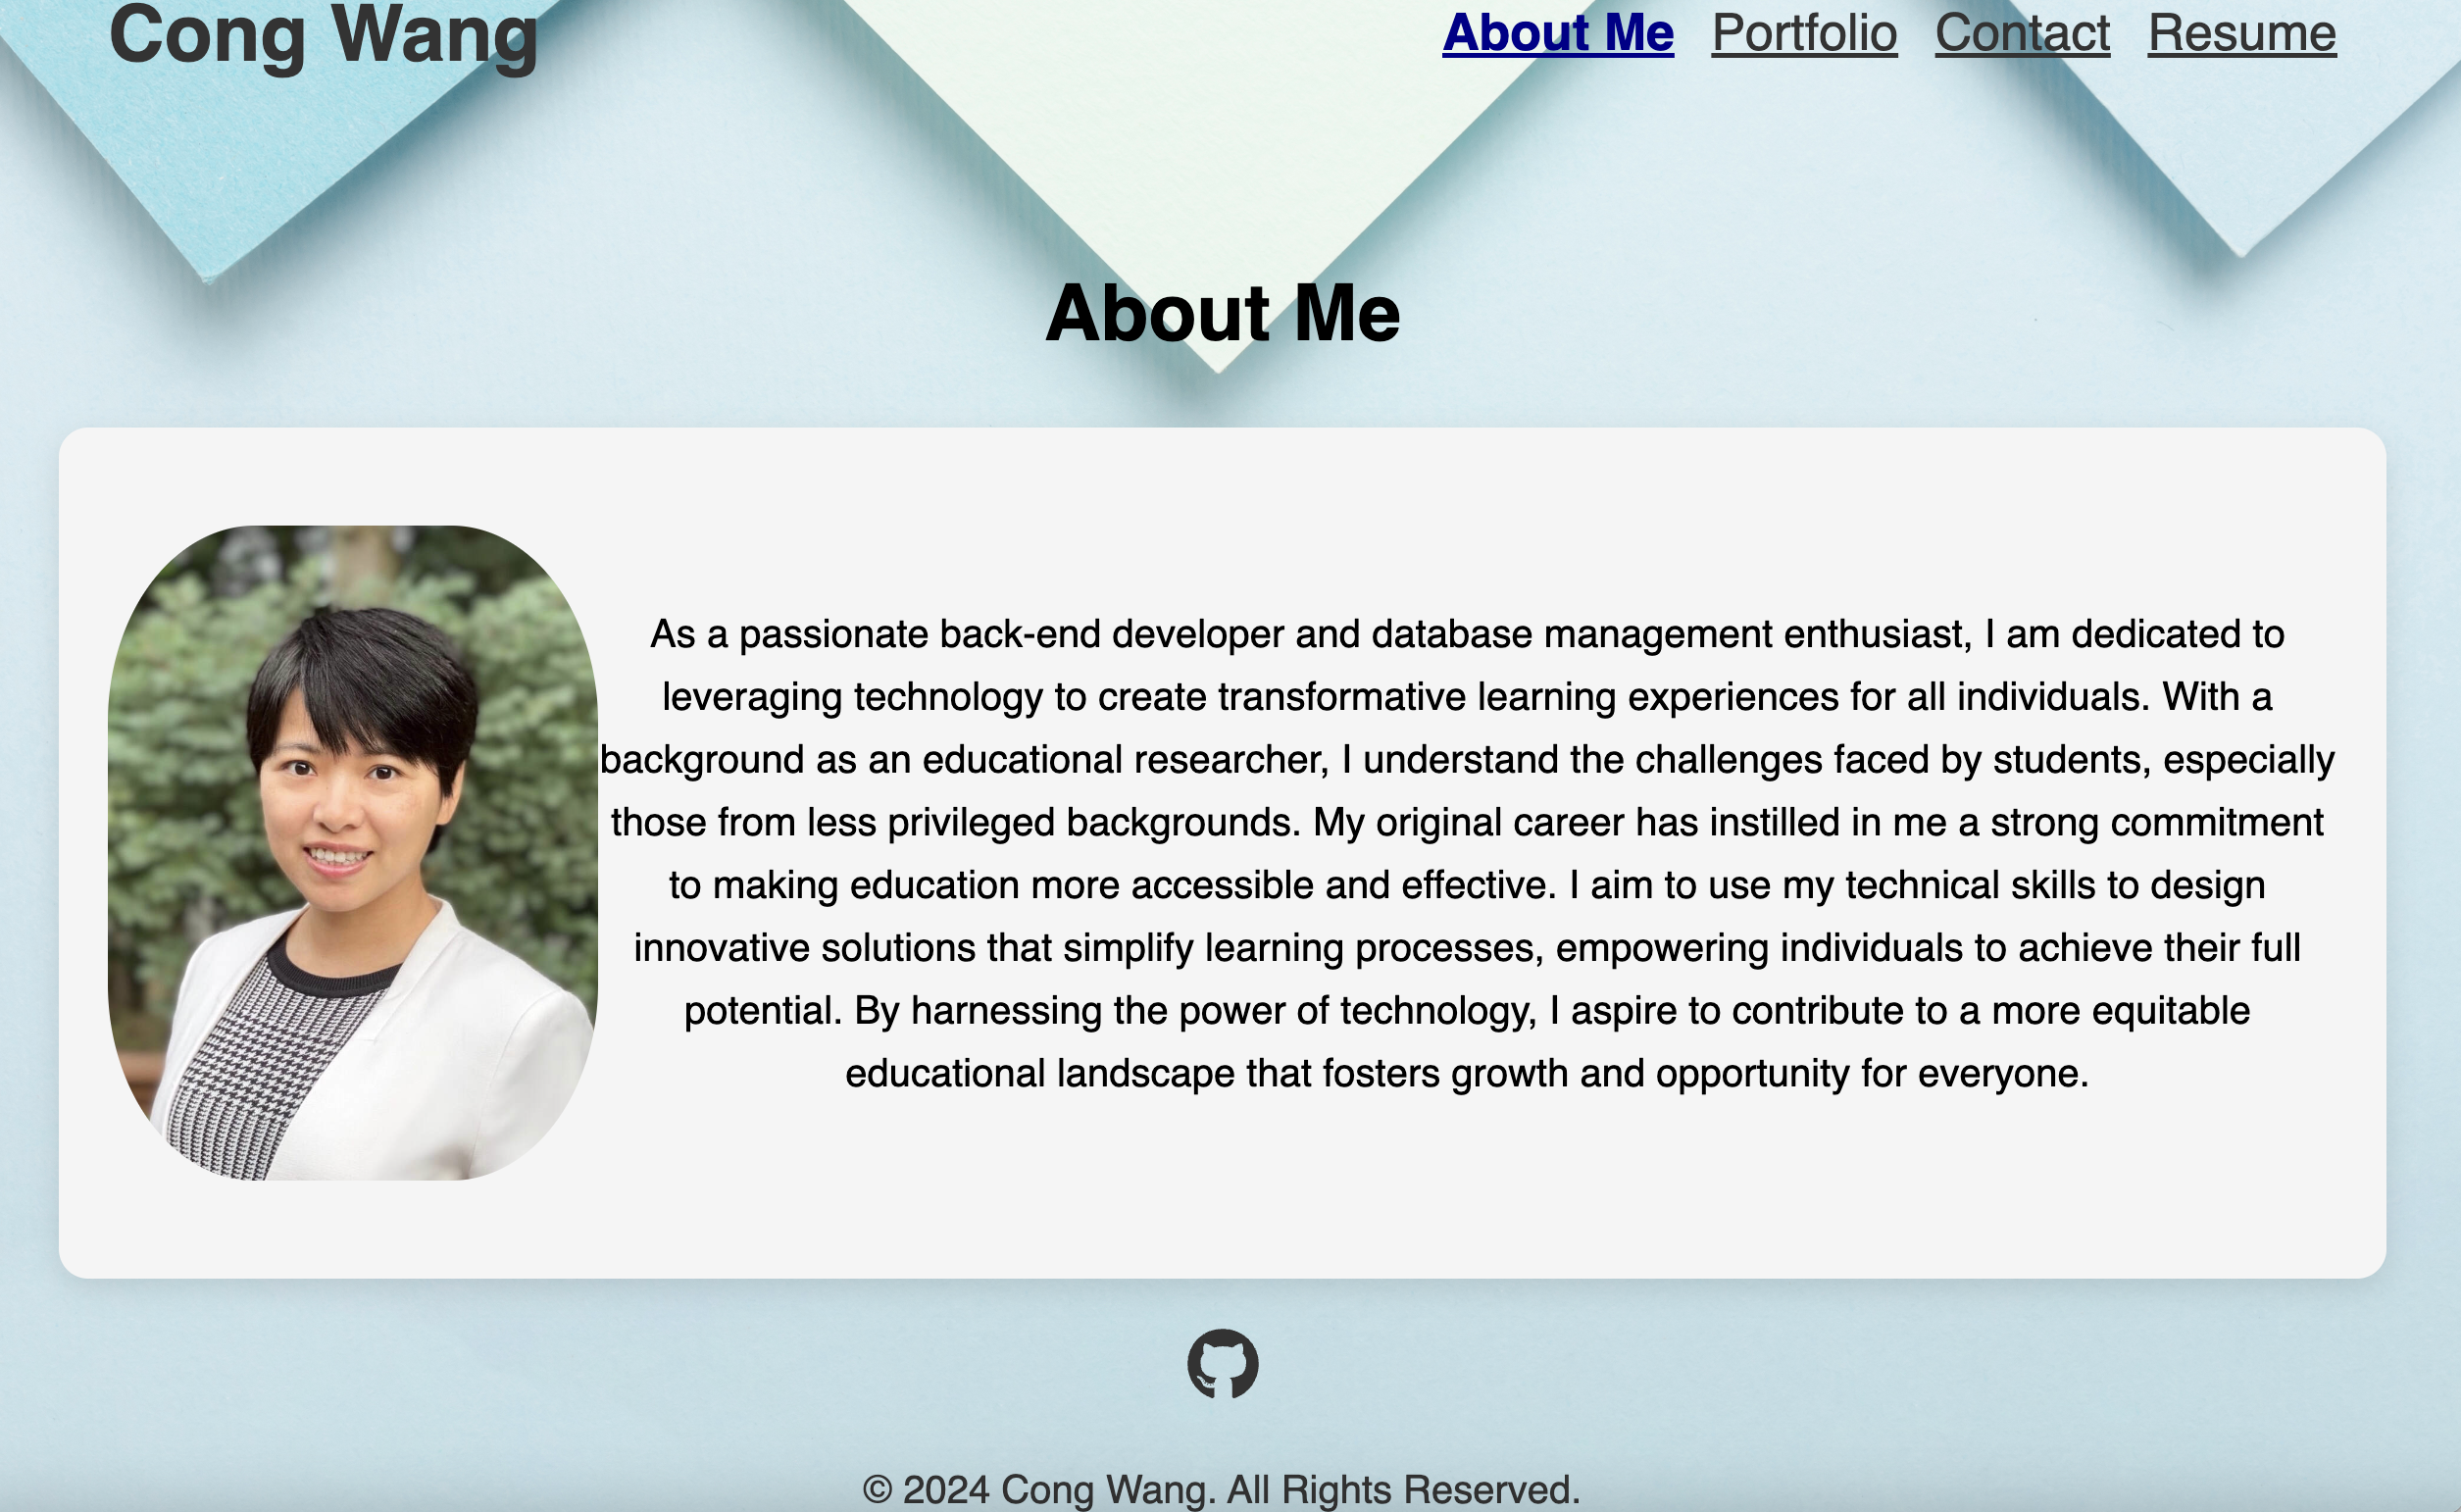 Cong Wang
About Me Portfolio Contact Resume
About Me
As a passionate back-end developer and database management enthusiast, I am dedicated to
leveraging technology to create transformative learning experiences for all individuals. With a
background as an educational researcher, I understand the challenges faced by students, especially
those from less privileged backgrounds. My original career has instilled in me a strong commitment
to making education more accessible and effective. I aim to use my technical skills to design
innovative solutions that simplify learning processes, empowering individuals to achieve their full
potential. By harnessing the power of technology, I aspire to contribute to a more equitable
educational landscape that fosters growth and opportunity for everyone.
© 2024 Cong Wang. All Rights Reserved.